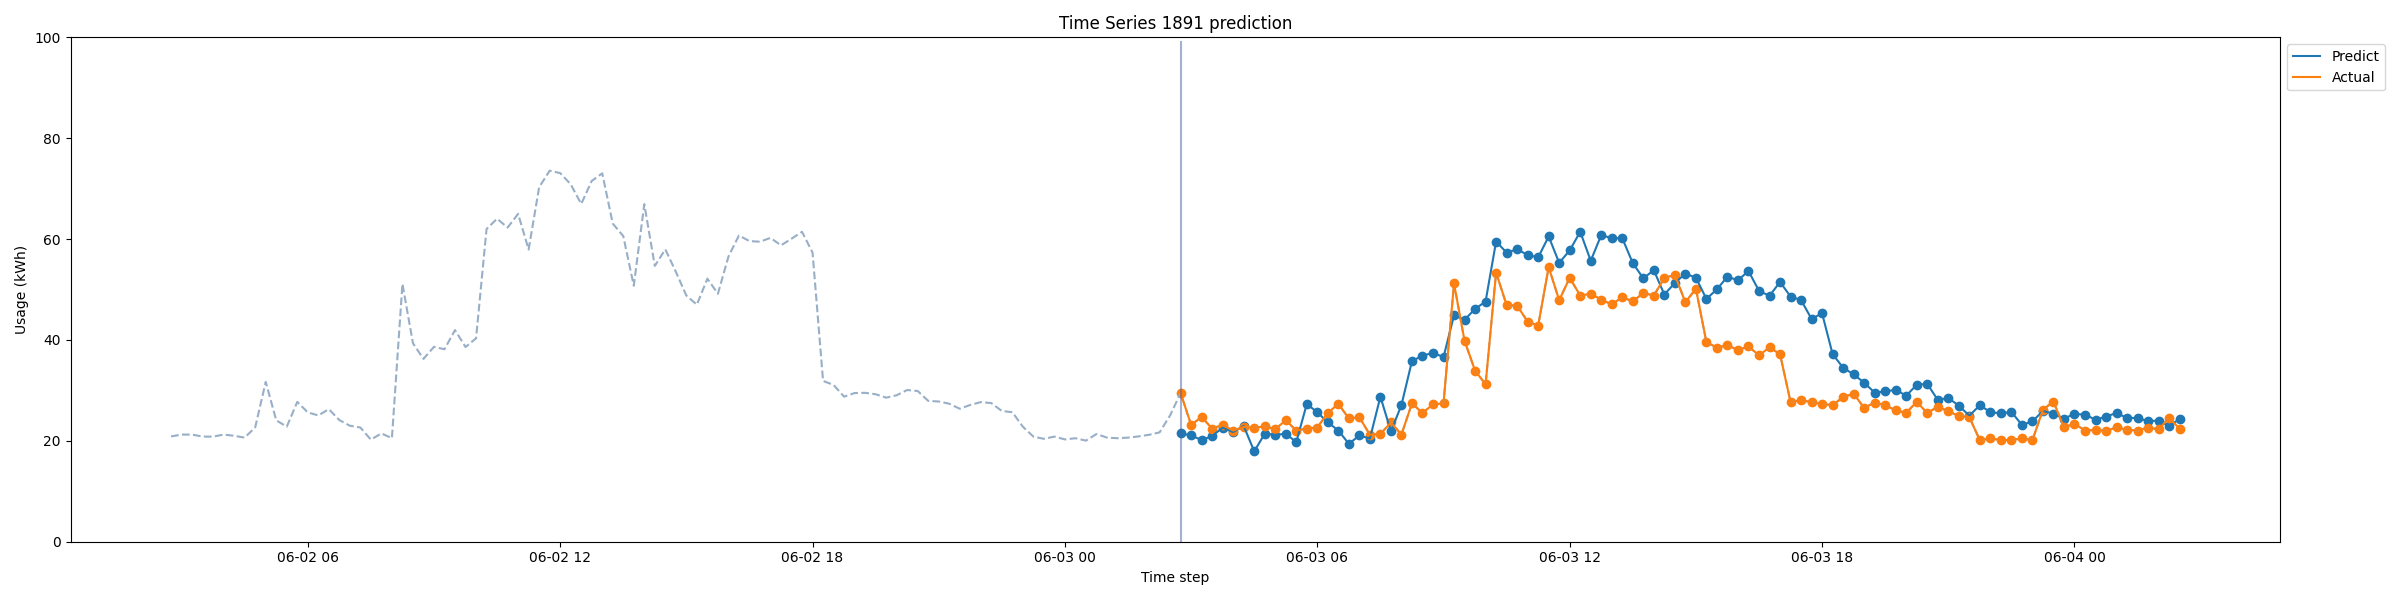 Time Series 1891 prediction
100
80
60
40
20
0
Usage (kWh)
Predict
Actual
06-02 06
06-02 12
06-02 18
06-03 00
06-03 06
06-03 12
06-03 18
06-04 00
Time step